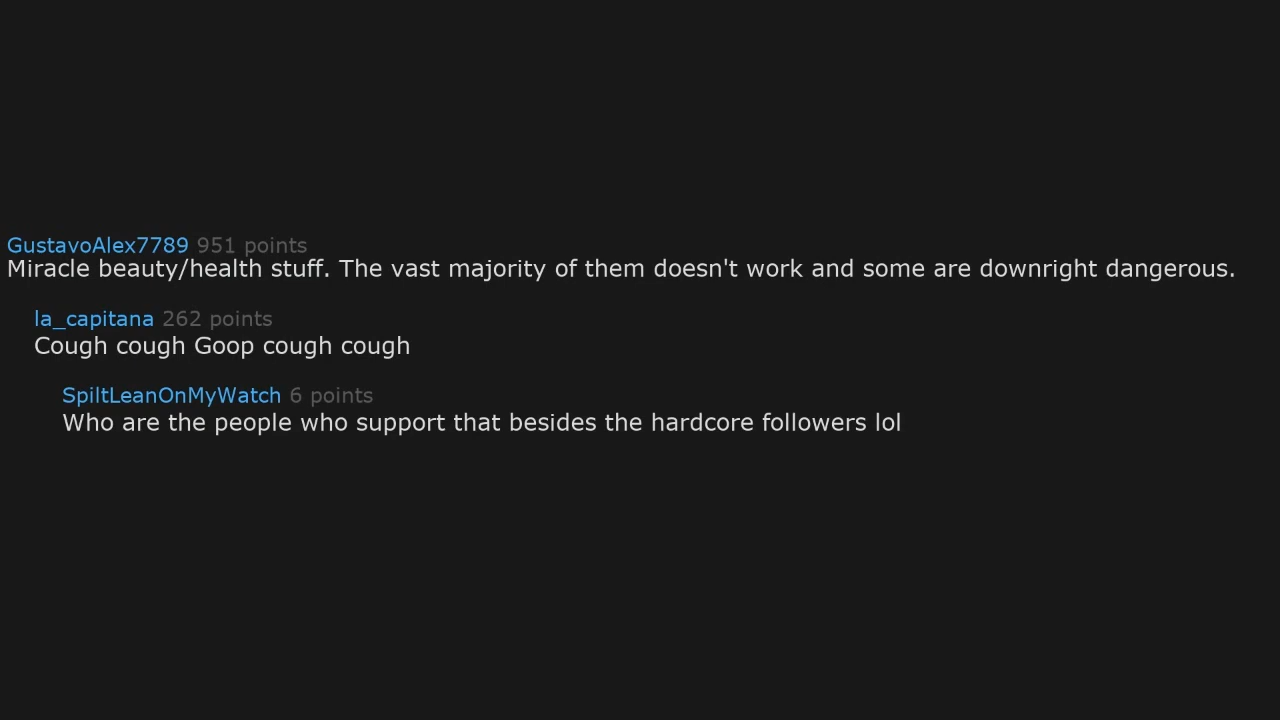 GustavoAlex7789 951 points
Miracle beauty/health stuff. The vast majority of them doesn't work and some are downright dangerous.
la_capitana 262 points
Cough cough Goop cough cough
SpiltLeanOnMyWatch 6 points
Who are the people who support that besides the hardcore followers lol